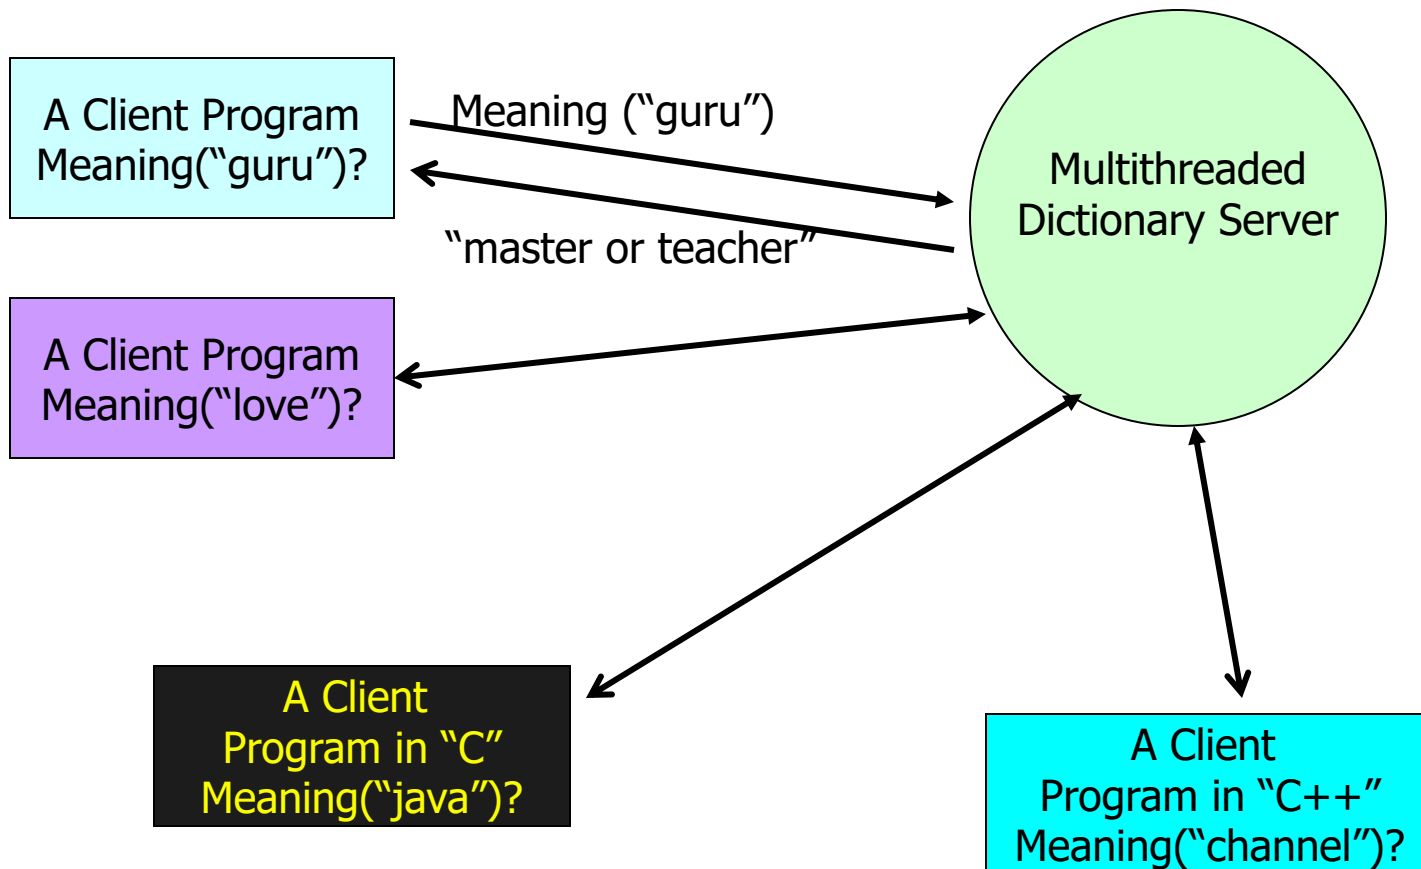 A Client Program
Meaning(“guru”)?
Meaning (“guru”)
“master or teacher”
Multithreaded
Dictionary Server
A Client Program
Meaning(“love”)?
A Client
Program in “C”
Meaning(“java”)?
A Client
Program in “C++”
Meaning(“channel”)?